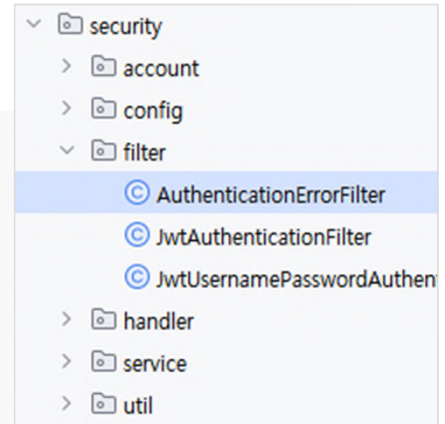 security
account
config
filter
AuthenticationErrorFilter
JwtAuthenticationFilter
JwtUsernamePasswordAuthen
handler
service
util